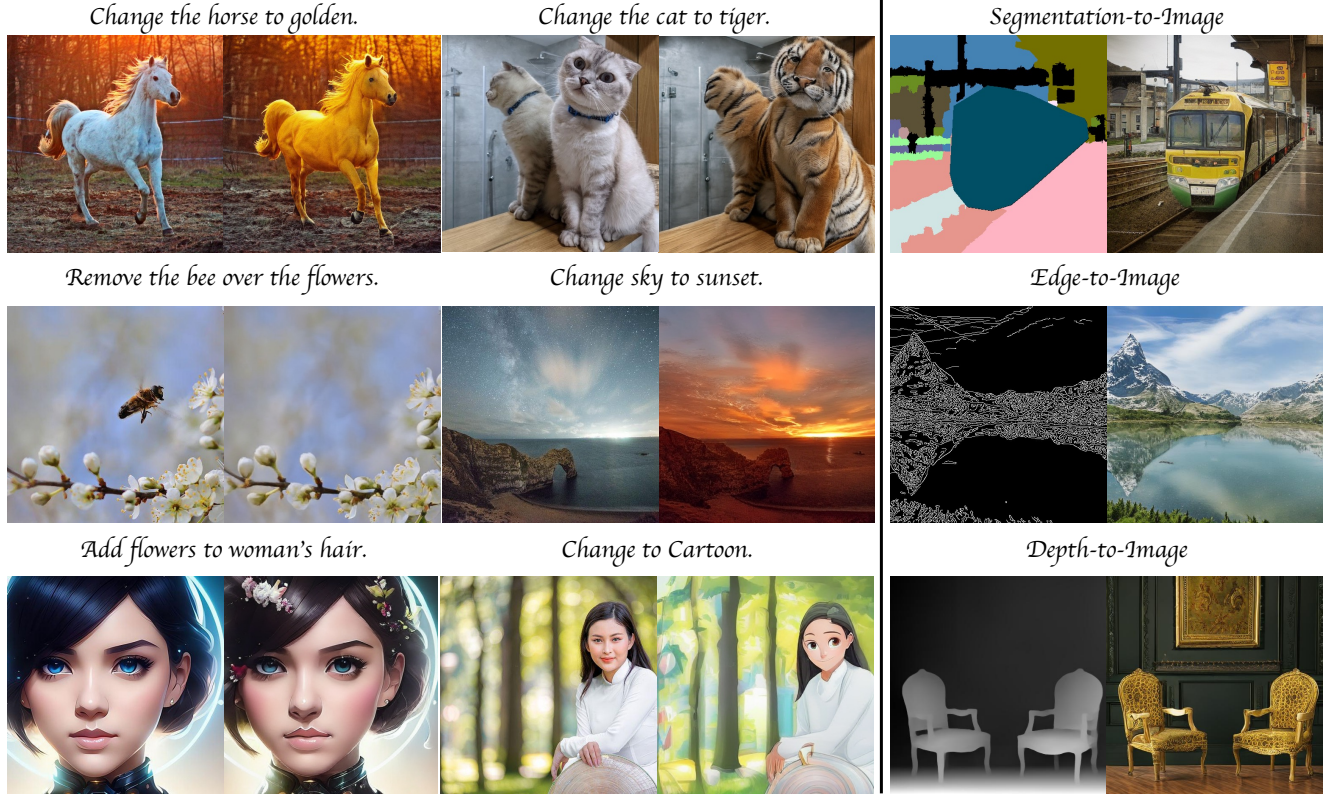 Change the horse to golden.
Change the cat to tiger.
Segmentation-to-Image
Remove the bee over the flowers.
Change sky to sunset.
Edge-to-Image
Add flowers to woman's hair.
Change to Cartoon.
Depth-to-Image